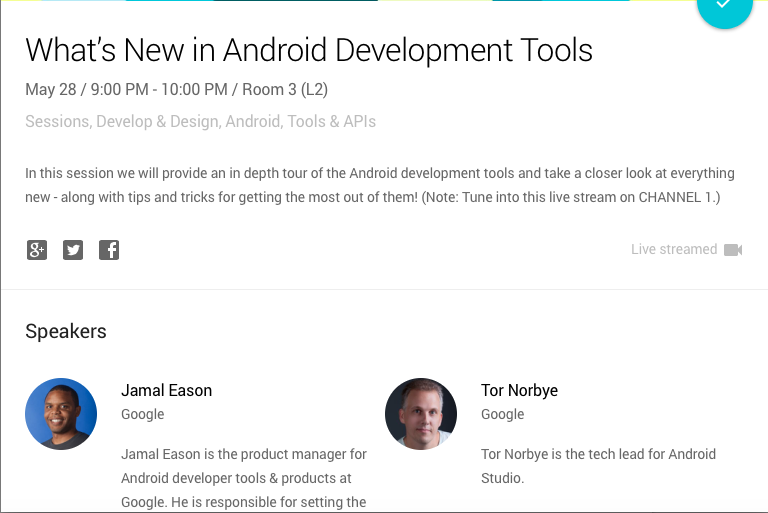 What's New in Android Development Tools
May 28 / 9:00 PM - 10:00 PM / Room 3 (L2)
Sessions, Develop & Design, Android, Tools & APIs
In this session we will provide an in depth tour of the Android development tools and take a closer look at everything
new - along with tips and tricks for getting the most out of them! (Note: Tune into this live stream on CHANNEL 1.)
g+ f Live streamed
Speakers
Jamal Eason
Google
Jamal Eason is the product manager for
Android developer tools & products at
Google. He is responsible for setting the
Tor Norbye
Google
Tor Norbye is the tech lead for Android
Studio.